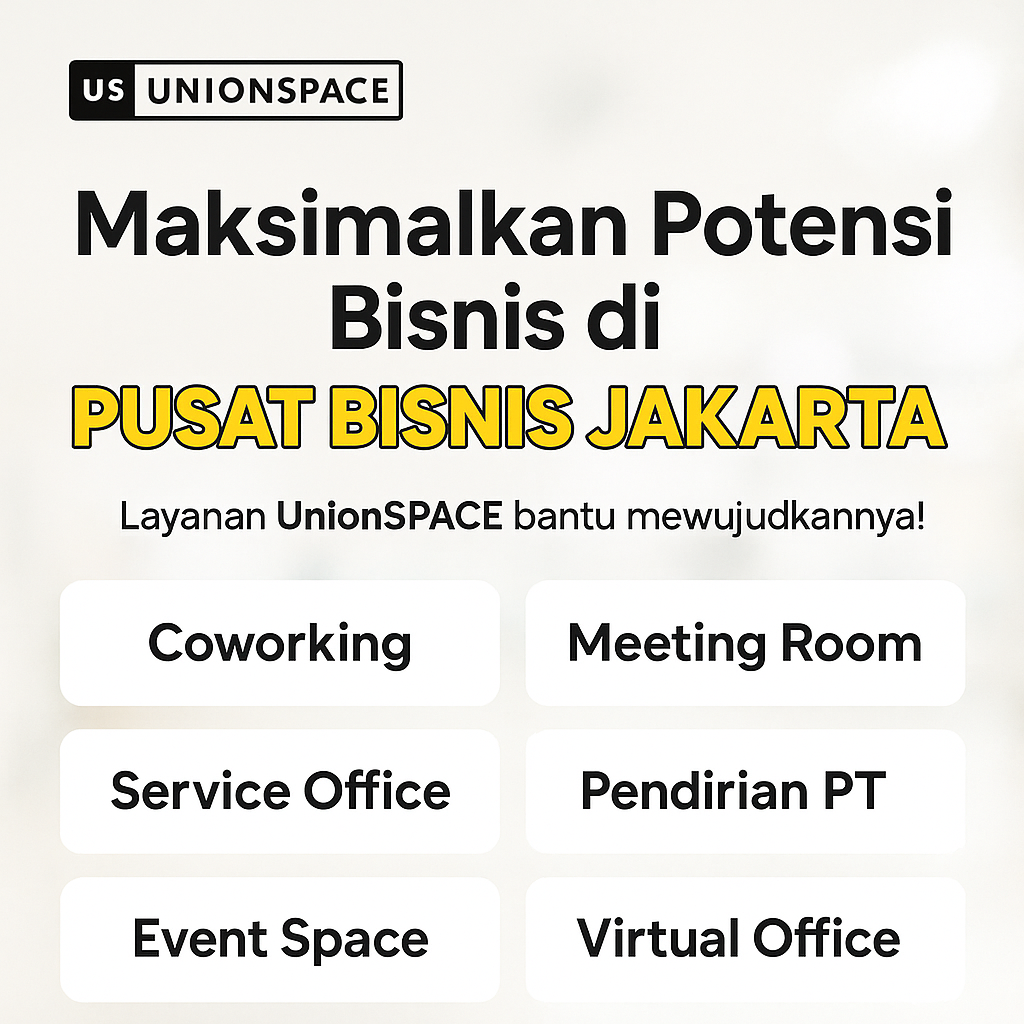 US UNIONSPACE
Maksimalkan Potensi
Bisnis di
PUSAT BISNIS JAKARTA
Layanan UnionSPACE bantu mewujudkannya!
Coworking
Meeting Room
Service Office
Pendirian PT
Event Space
Virtual Office